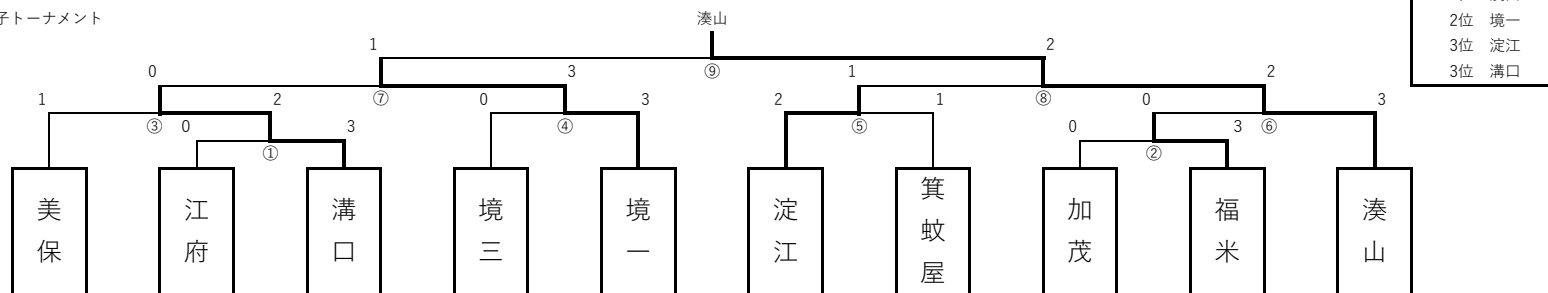 子トーナメント
湊山
2位 境一
3位 淀江
3位 溝口
1 2
0 3 ⑨ 1 2
1 2 ⑦ 0 3 2 1 ⑧ 0 3
③ 0 3 ④ ⑤ 0 3 ⑥
① ②
美保
江府
溝口
境三
境一
淀江
箕蚊屋
加茂
福米
湊山